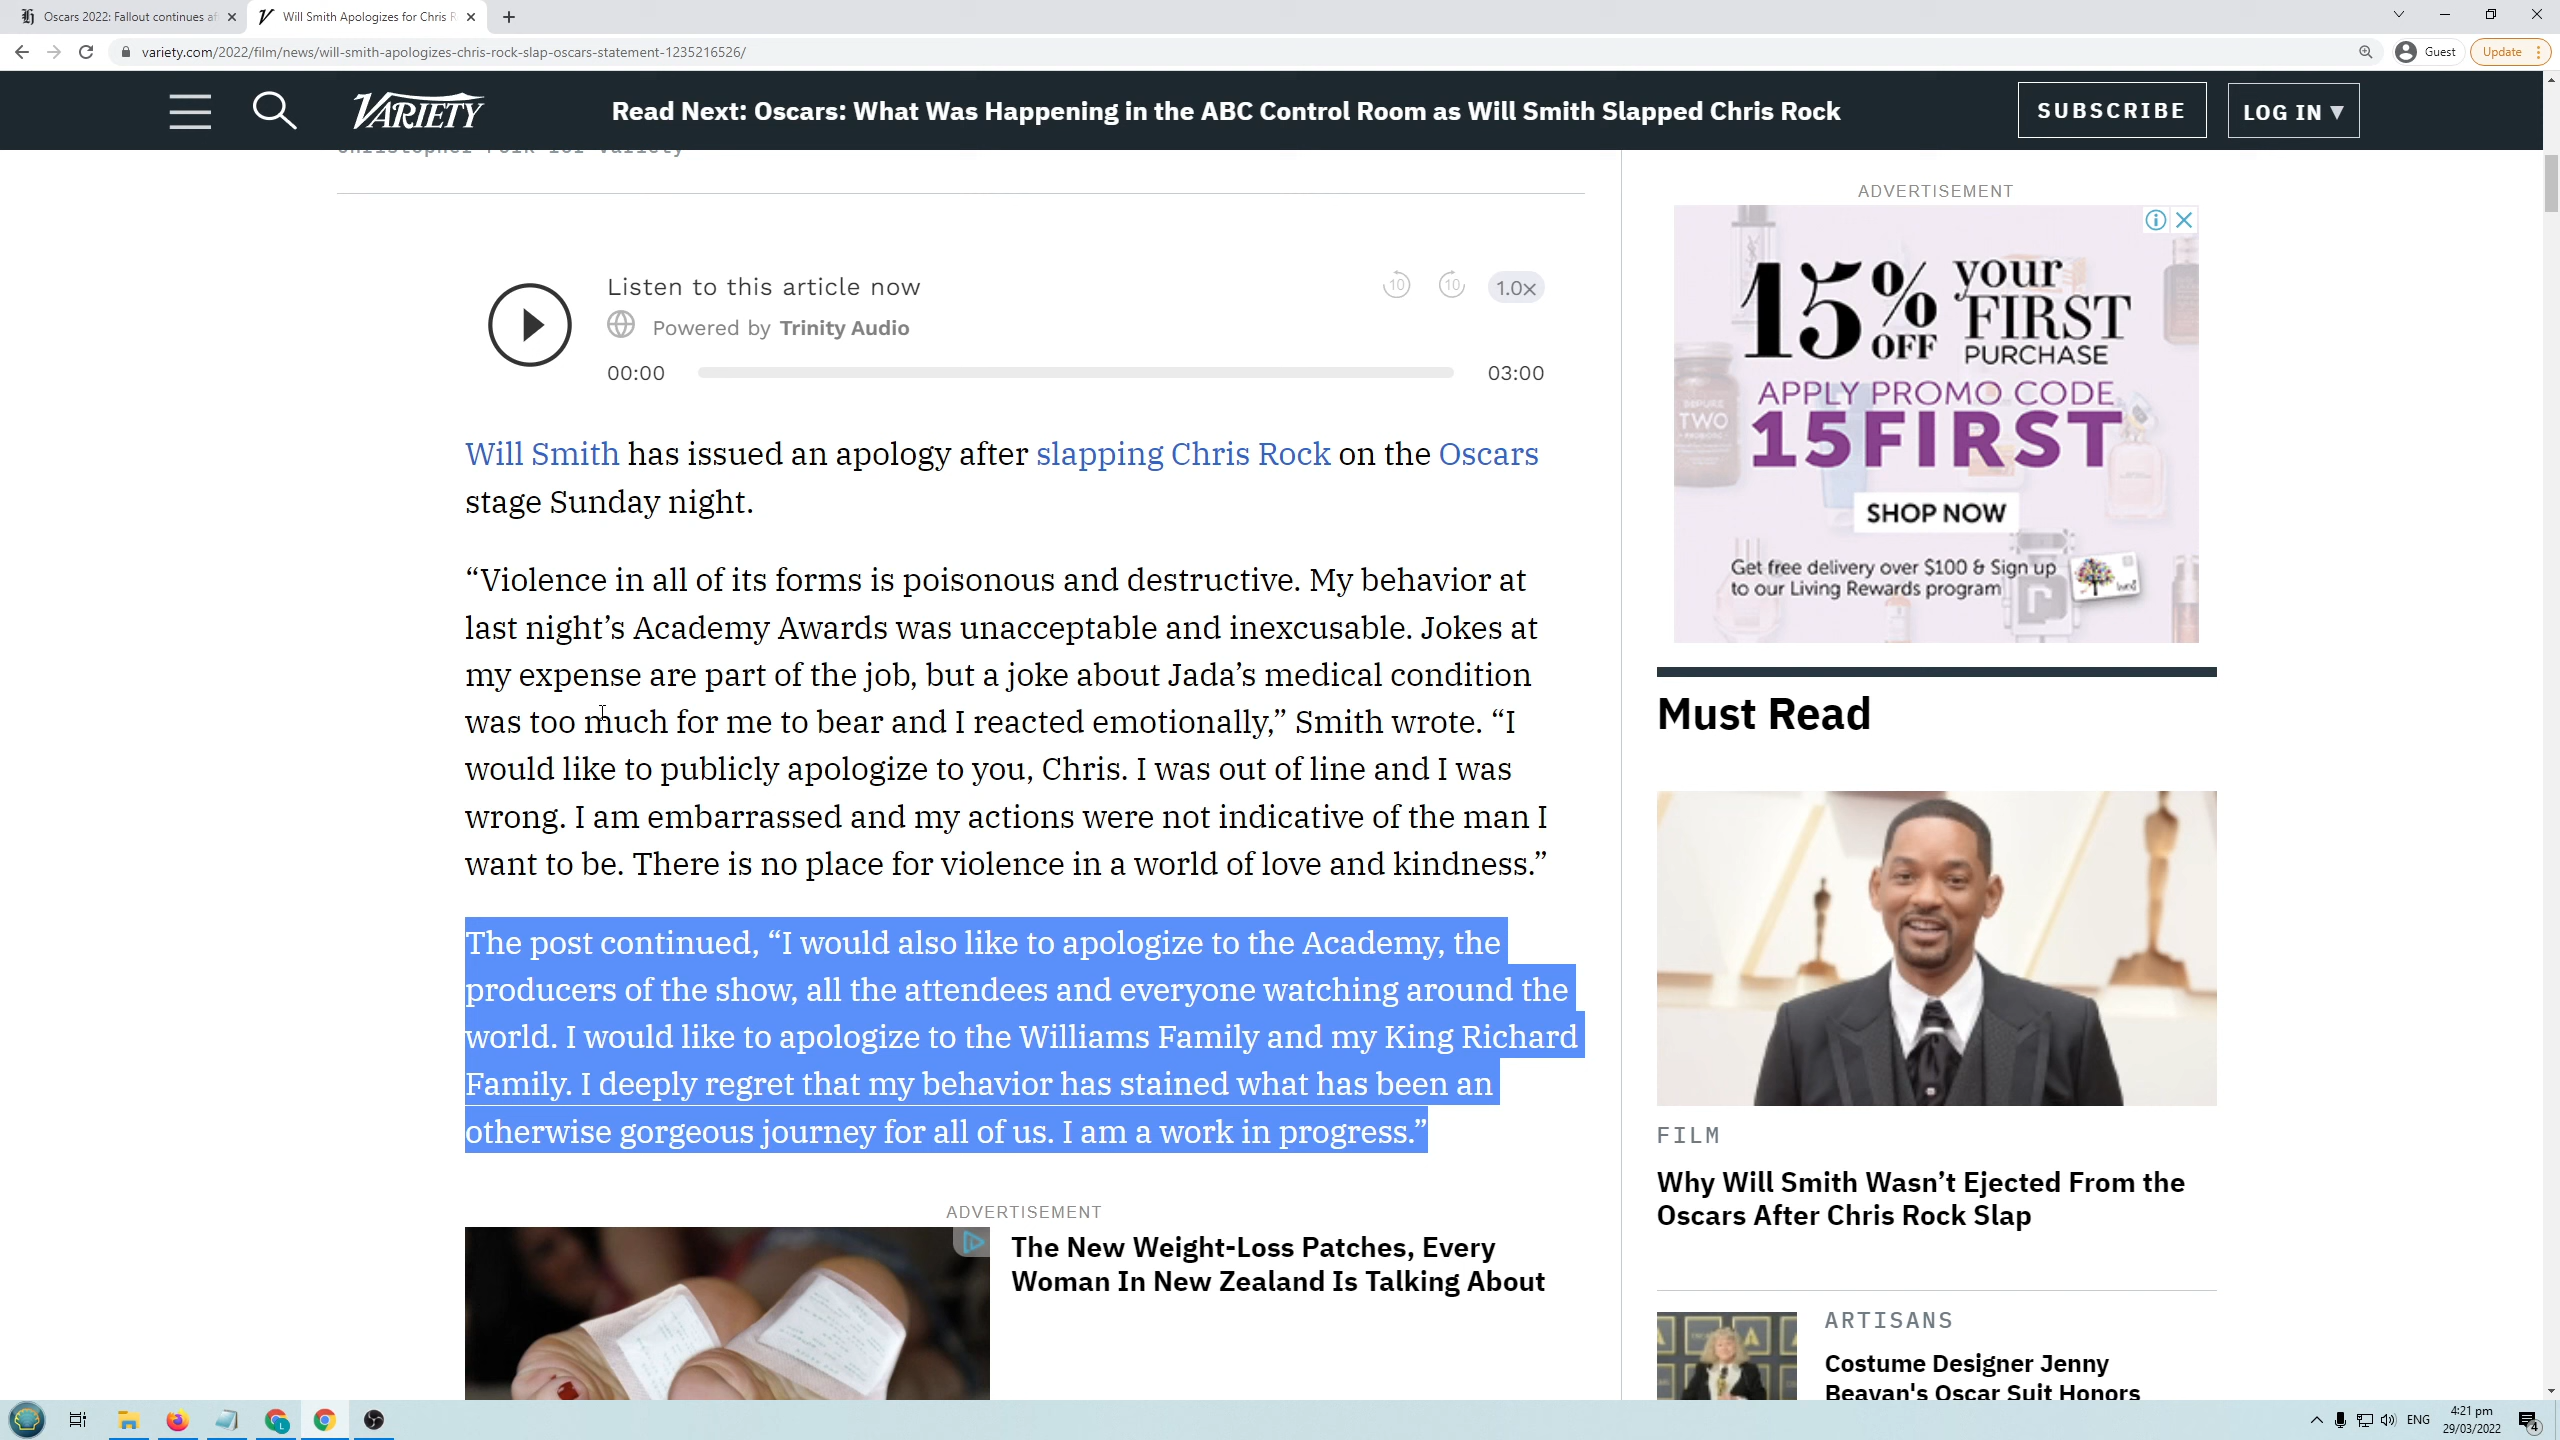 Oscars 2022: Fallout continues af
Will Smith Apologizes for Chris R
variety.com/2022/film/news/will-smith-apologizes-chris-rock-slap-oscars-statement-1235216526/
Guest
Update
VARIETY
Read Next: Oscars: What Was Happening in the ABC Control Room as Will Smith Slapped Chris Rock
SUBSCRIBE
LOG IN ▼
Christopher Polk for Variety
Listen to this article now
10
10
1.0×
Powered by Trinity Audio
00:00
03:00
Will Smith has issued an apology after slapping Chris Rock on the Oscars
stage Sunday night.
“Violence in all of its forms is poisonous and destructive. My behavior at
last night’s Academy Awards was unacceptable and inexcusable. Jokes at
my expense are part of the job, but a joke about Jada’s medical condition
was too much for me to bear and I reacted emotionally,” Smith wrote. “I
would like to publicly apologize to you, Chris. I was out of line and I was
wrong. I am embarrassed and my actions were not indicative of the man I
want to be. There is no place for violence in a world of love and kindness.”
The post continued, “I would also like to apologize to the Academy, the
producers of the show, all the attendees and everyone watching around the
world. I would like to apologize to the Williams Family and my King Richard
Family. I deeply regret that my behavior has stained what has been an
otherwise gorgeous journey for all of us. I am a work in progress.”
ADVERTISEMENT
The New Weight-Loss Patches, Every
Woman In New Zealand Is Talking About
ADVERTISEMENT
15% OFF your FIRST PURCHASE
APPLY PROMO CODE
15FIRST
SHOP NOW
Get free delivery over $100 & Sign up
to our Living Rewards program
TWO
Must Read
FILM
Why Will Smith Wasn’t Ejected From the
Oscars After Chris Rock Slap
ARTISANS
Costume Designer Jenny
Beavan's Oscar Suit Honors
ENG
4:21 pm
29/03/2022
4